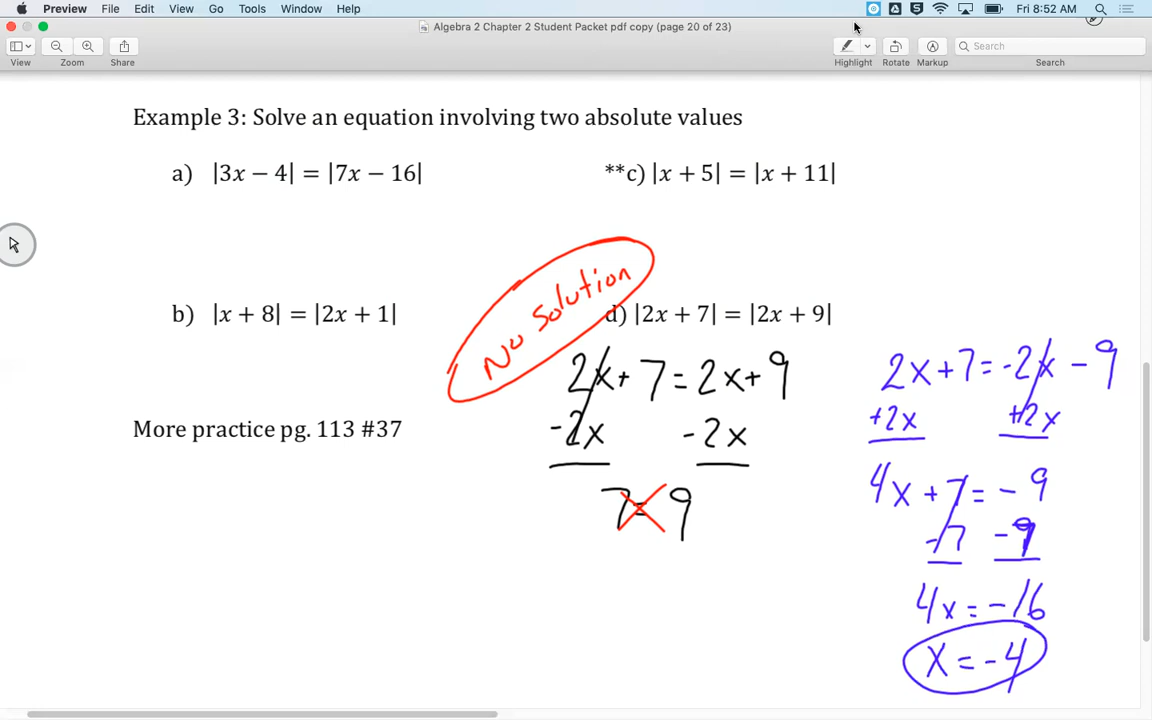 Preview File Edit View Go Tools Window Help Fri 8:52 AM
Algebra 2 Chapter 2 Student Packet pdf copy (page 20 of 23)
Search
View Zoom Share Highlight Rotate Markup Search
Example 3: Solve an equation involving two absolute values
a) |3x − 4| = |7x − 16|
**c) |x + 5| = |x + 11|
No Solution
b) |x + 8| = |2x + 1|
d) |2x + 7| = |2x + 9|
2x + 7 = 2x + 9
-2x -2x
7 = 9
2x + 7 = -2x - 9
+2x +2x
4x + 7 = - 9
-7 -9
4x = -16
x = -4
More practice pg. 113 #37